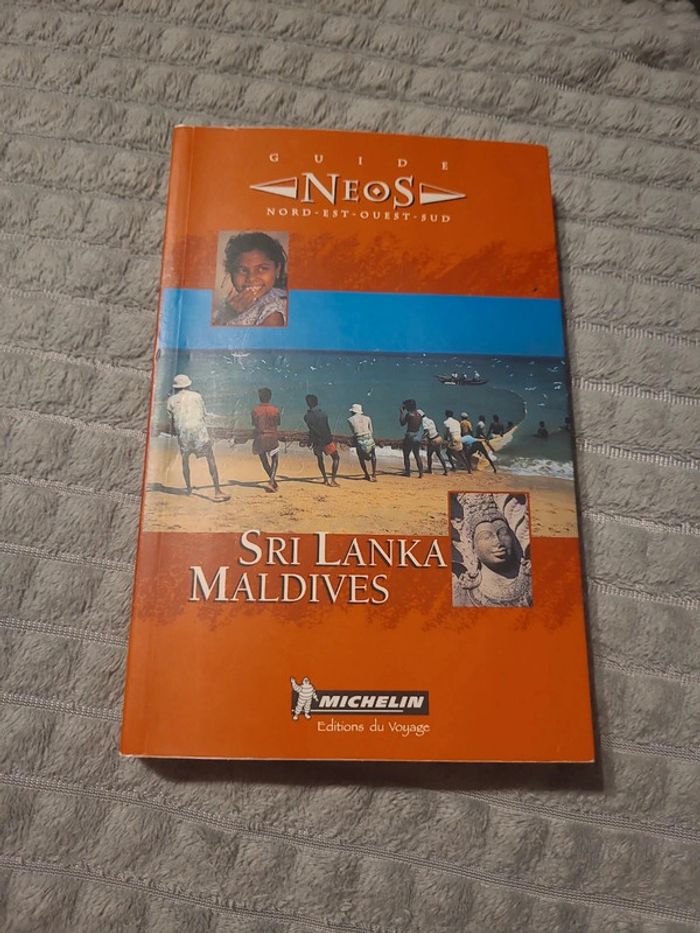 GUIDE
NEOS
NORD-EST-OUEST-SUD
SRI LANKA
MALDIVES
MICHELIN
Editions du Voyage